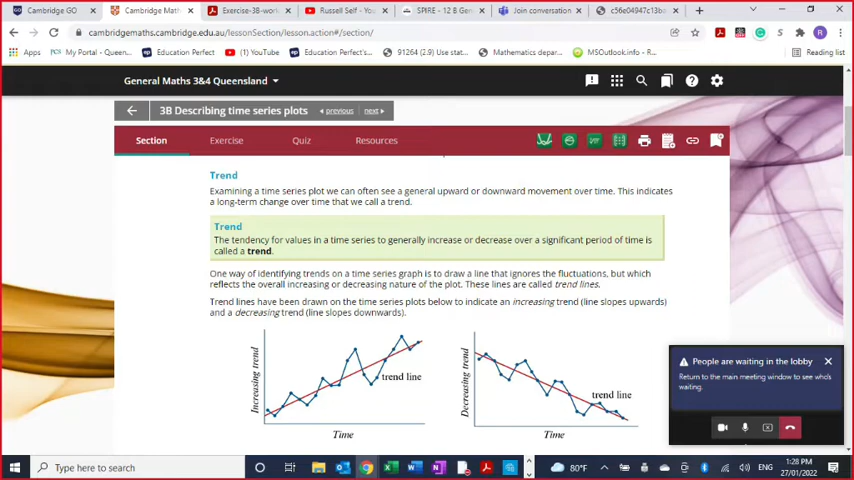 Cambridge GO
Cambridge Math
Exercise-3B-work
Russell Self - You
SPIRE - 12 B Gen
Join conversation
c56e04947c13ba
cambridgemaths.cambridge.edu.au/lessonSection/lesson.action#/section/
Apps
My Portal - Queen...
Education Perfect
(1) YouTube
Education Perfect's...
91264 (2.9) Use stat...
Mathematics depar...
MSOutlook.info - R...
Reading list
General Maths 3&4 Queensland
3B Describing time series plots
previous
next
Section
Exercise
Quiz
Resources
Trend
Examining a time series plot we can often see a general upward or downward movement over time. This indicates
a long-term change over time that we call a trend.
Trend
The tendency for values in a time series to generally increase or decrease over a significant period of time is
called a trend.
One way of identifying trends on a time series graph is to draw a line that ignores the fluctuations, but which
reflects the overall increasing or decreasing nature of the plot. These lines are called trend lines.
Trend lines have been drawn on the time series plots below to indicate an increasing trend (line slopes upwards)
and a decreasing trend (line slopes downwards).
Increasing trend
trend line
Time
Decreasing trend
trend line
Time
People are waiting in the lobby
Return to the main meeting window to see who's
waiting.
Type here to search
80°F
ENG
1:28 PM
27/01/2022